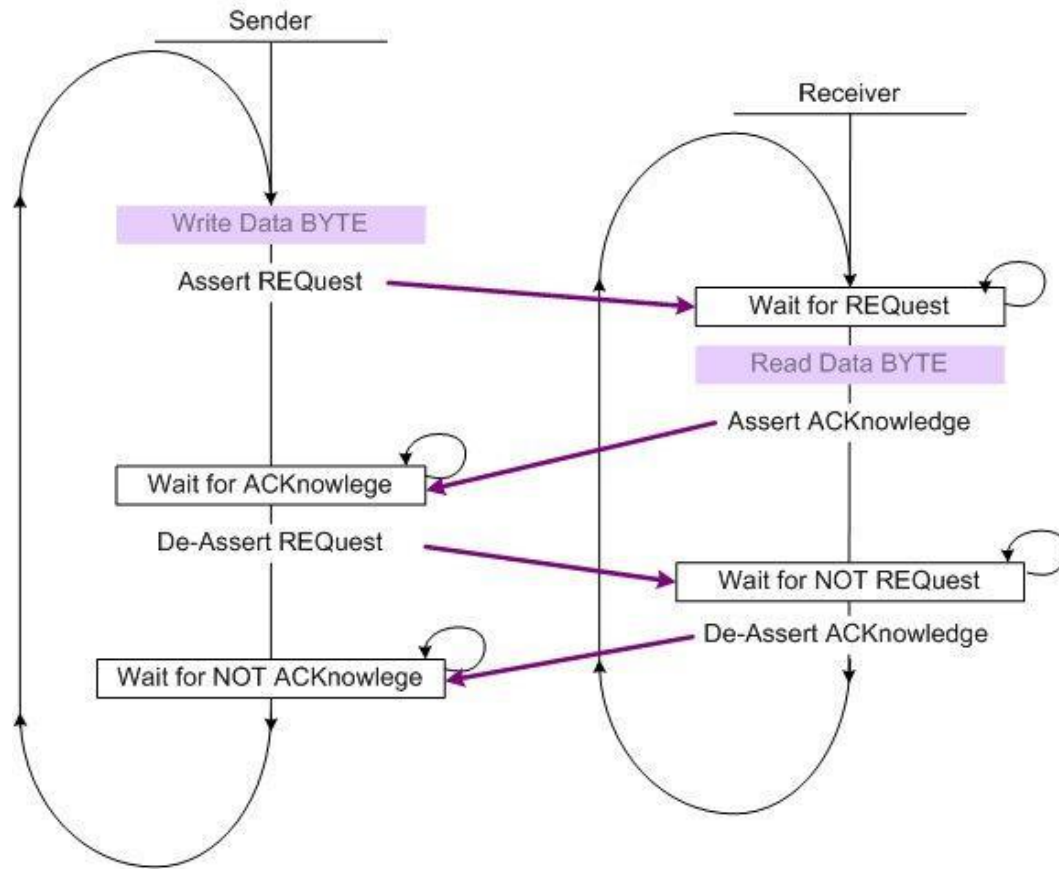 Sender
Receiver
Write Data BYTE
Assert REQuest
Wait for REQuest
Read Data BYTE
Assert ACKnowledge
Wait for ACKnowlege
De-Assert REQuest
Wait for NOT REQuest
De-Assert ACKnowledge
Wait for NOT ACKnowlege